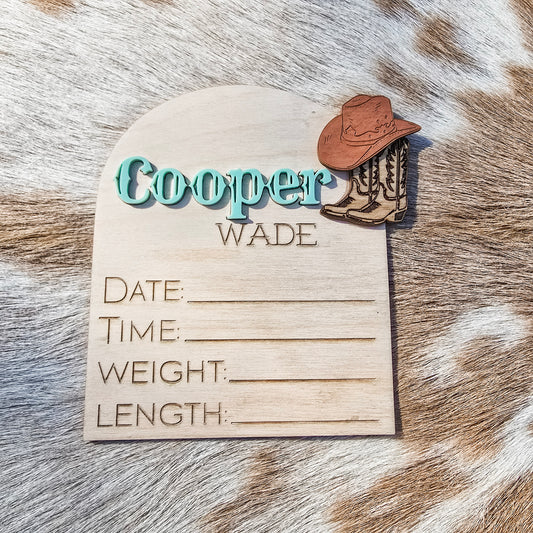 Cooper
WADE
DATE:
TIME:
WEIGHT:
LENGTH: